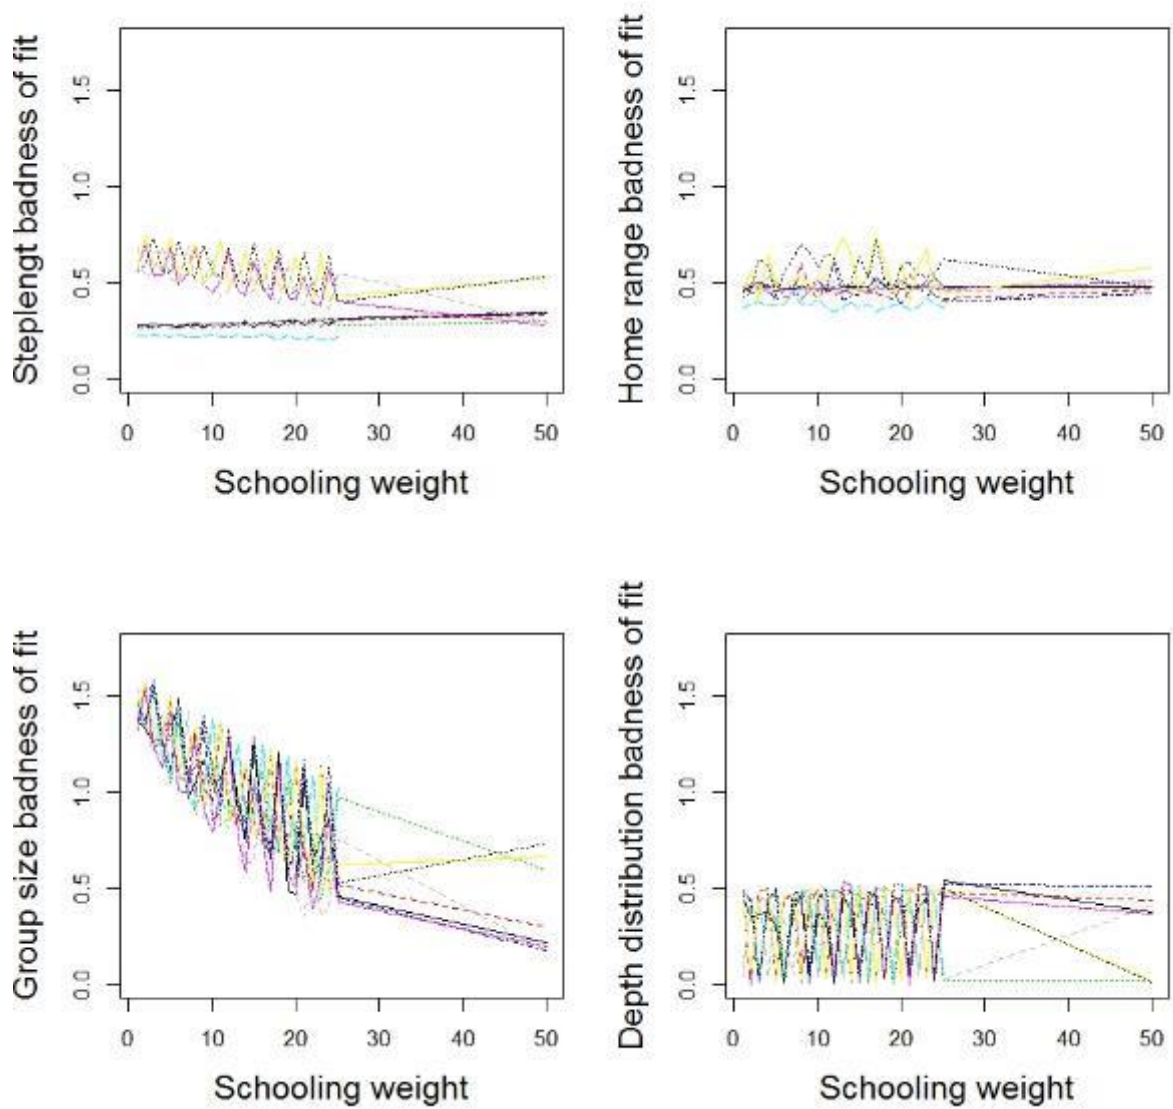 Steplengt badness of fit
0.0 0.5 1.0 1.5
0 10 20 30 40 50
Schooling weight
Home range badness of fit
0.0 0.5 1.0 1.5
0 10 20 30 40 50
Schooling weight
Group size badness of fit
0.0 0.5 1.0 1.5
0 10 20 30 40 50
Schooling weight
Depth distribution badness of fit
0.0 0.5 1.0 1.5
0 10 20 30 40 50
Schooling weight